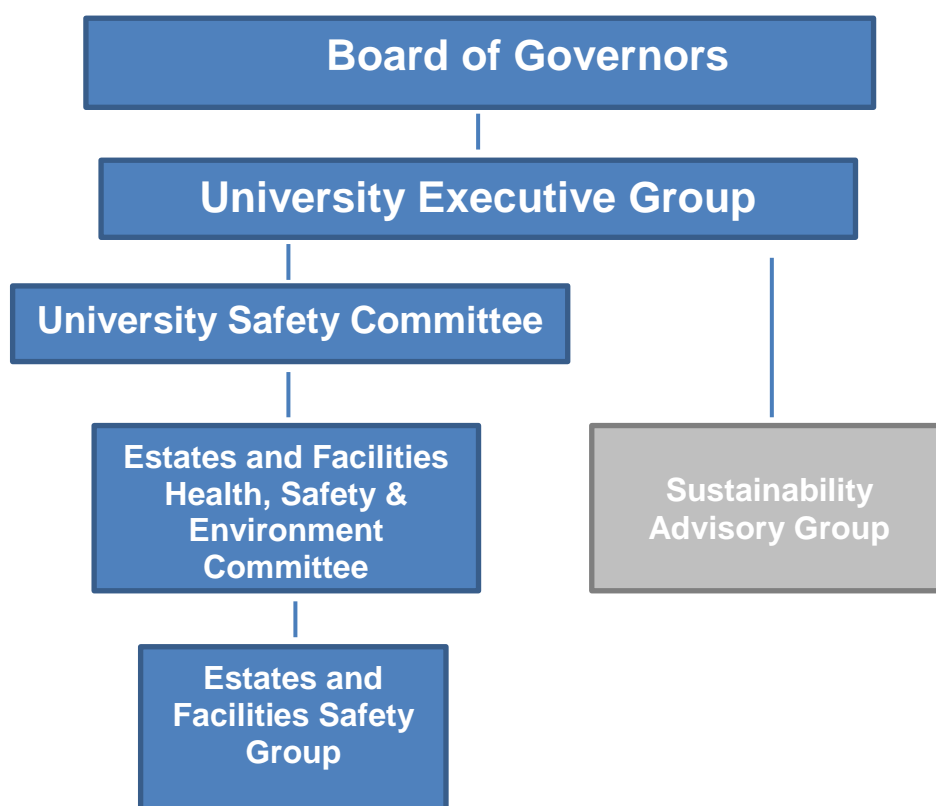 Board of Governors
University Executive Group
University Safety Committee
Estates and Facilities
Health, Safety &
Environment
Committee
Sustainability
Advisory Group
Estates and
Facilities Safety
Group